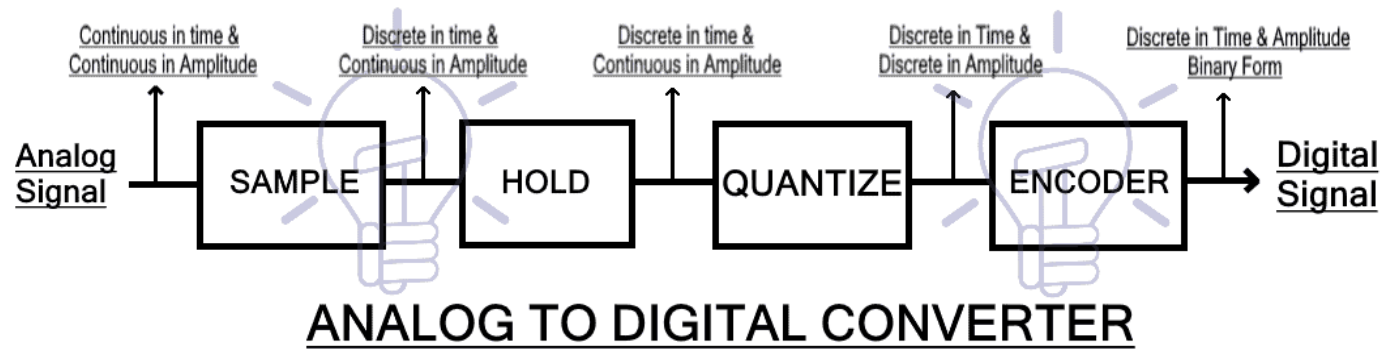 Continuous in time &
Continuous in Amplitude
Discrete in time &
Continuous in Amplitude
Discrete in time &
Continuous in Amplitude
Discrete in Time &
Discrete in Amplitude
Discrete in Time & Amplitude
Binary Form
Analog
Signal
SAMPLE
HOLD
QUANTIZE
ENCODER
Digital
Signal
ANALOG TO DIGITAL CONVERTER